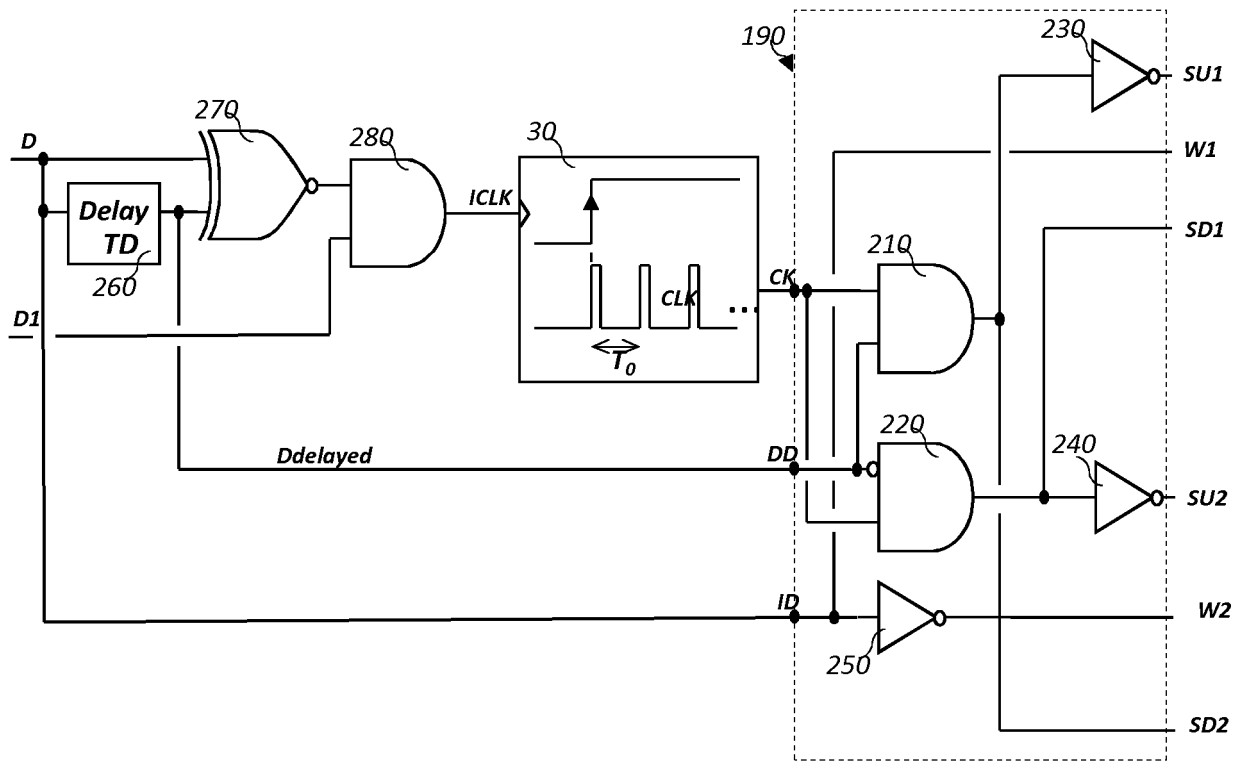 190
230
SU1
D
270
280
30
W1
ICLK
Delay
TD
260
SD1
210
CK
CLK
...
D1
T0
220
240
Ddelayed
DD
SU2
ID
W2
250
SD2